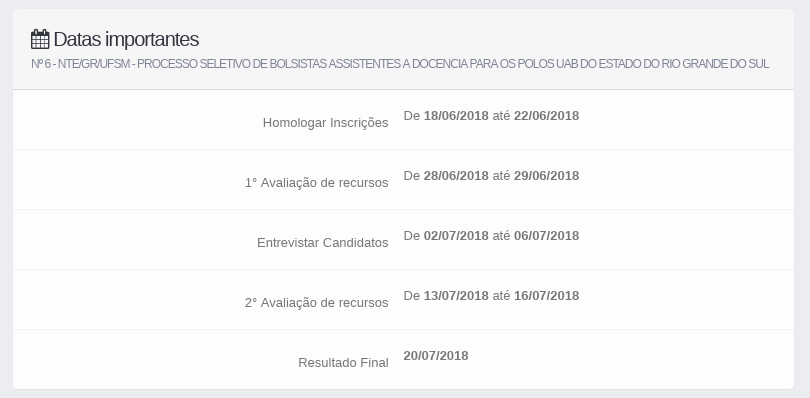 Datas importantes
Nº 6 - NTE/GR/UFSM - PROCESSO SELETIVO DE BOLSISTAS ASSISTENTES A DOCENCIA PARA OS POLOS UAB DO ESTADO DO RIO GRANDE DO SUL
Homologar Inscrições De 18/06/2018 até 22/06/2018
1° Avaliação de recursos De 28/06/2018 até 29/06/2018
Entrevistar Candidatos De 02/07/2018 até 06/07/2018
2° Avaliação de recursos De 13/07/2018 até 16/07/2018
Resultado Final 20/07/2018